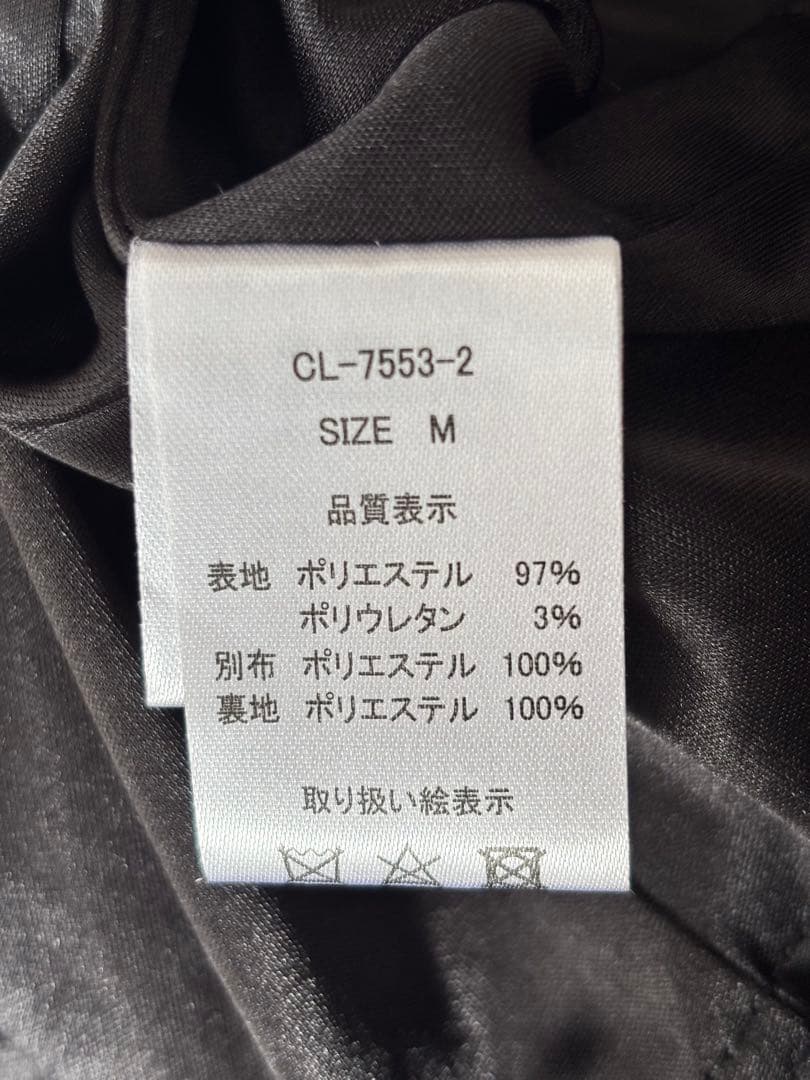 CL-7553-2
SIZE M
品質表示
表地 ポリエステル 97%
ポリウレタン 3%
別布 ポリエステル 100%
裏地 ポリエステル 100%
取り扱い絵表示